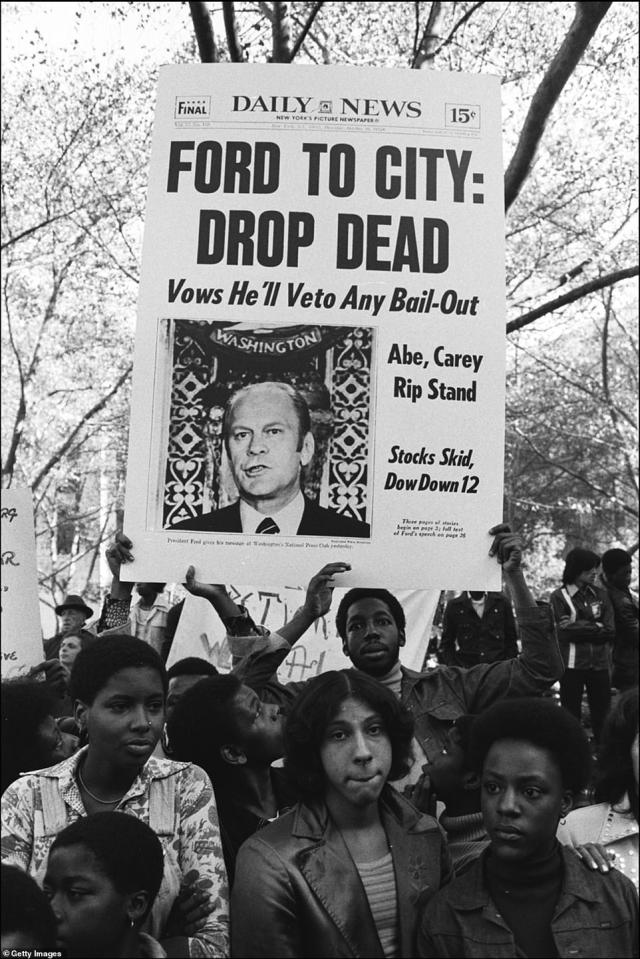 FINAL
DAILY NEWS
15¢
NEW YORK'S PICTURE NEWSPAPER
FORD TO CITY:
DROP DEAD
Vows He'll Veto Any Bail-Out
WASHINGTON
Abe, Carey
Rip Stand
Stocks Skid,
Dow Down 12
Three pages of stories
begin on page 3; full text
of Ford's speech on page 36
President Ford gives his message at Washington's National Press Club yesterday.
© Getty Images